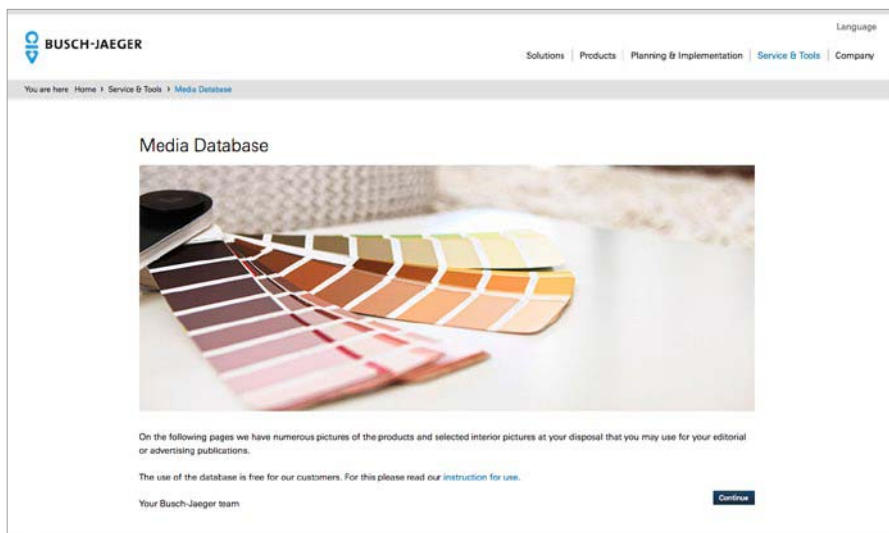 Language
BUSCH-JAEGER
Solutions Products Planning & Implementation Service & Tools Company
You are here Home › Service & Tools › Media Database
Media Database
On the following pages we have numerous pictures of the products and selected interior pictures at your disposal that you may use for your editorial
or advertising publications.
The use of the database is free for our customers. For this please read our instruction for use.
Your Busch-Jaeger team
Continue